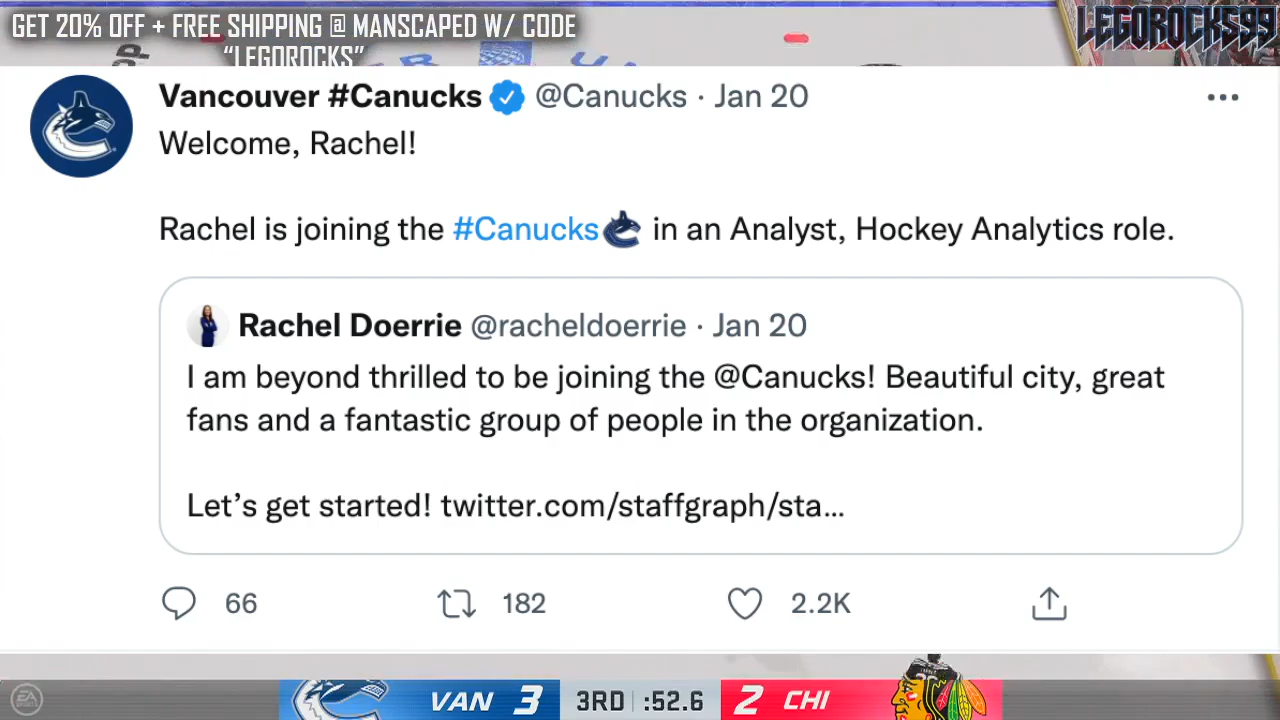 GET 20% OFF + FREE SHIPPING @ MANSCAPED W/ CODE
"LEGOROCKS"
LEGOROCKS99
Vancouver #Canucks @Canucks · Jan 20
Welcome, Rachel!
Rachel is joining the #Canucks in an Analyst, Hockey Analytics role.
Rachel Doerrie @racheldoerrie · Jan 20
I am beyond thrilled to be joining the @Canucks! Beautiful city, great
fans and a fantastic group of people in the organization.
Let's get started! twitter.com/staffgraph/sta...
66 182 2.2K
EA SPORTS
VAN 3 3RD :52.6 2 CHI